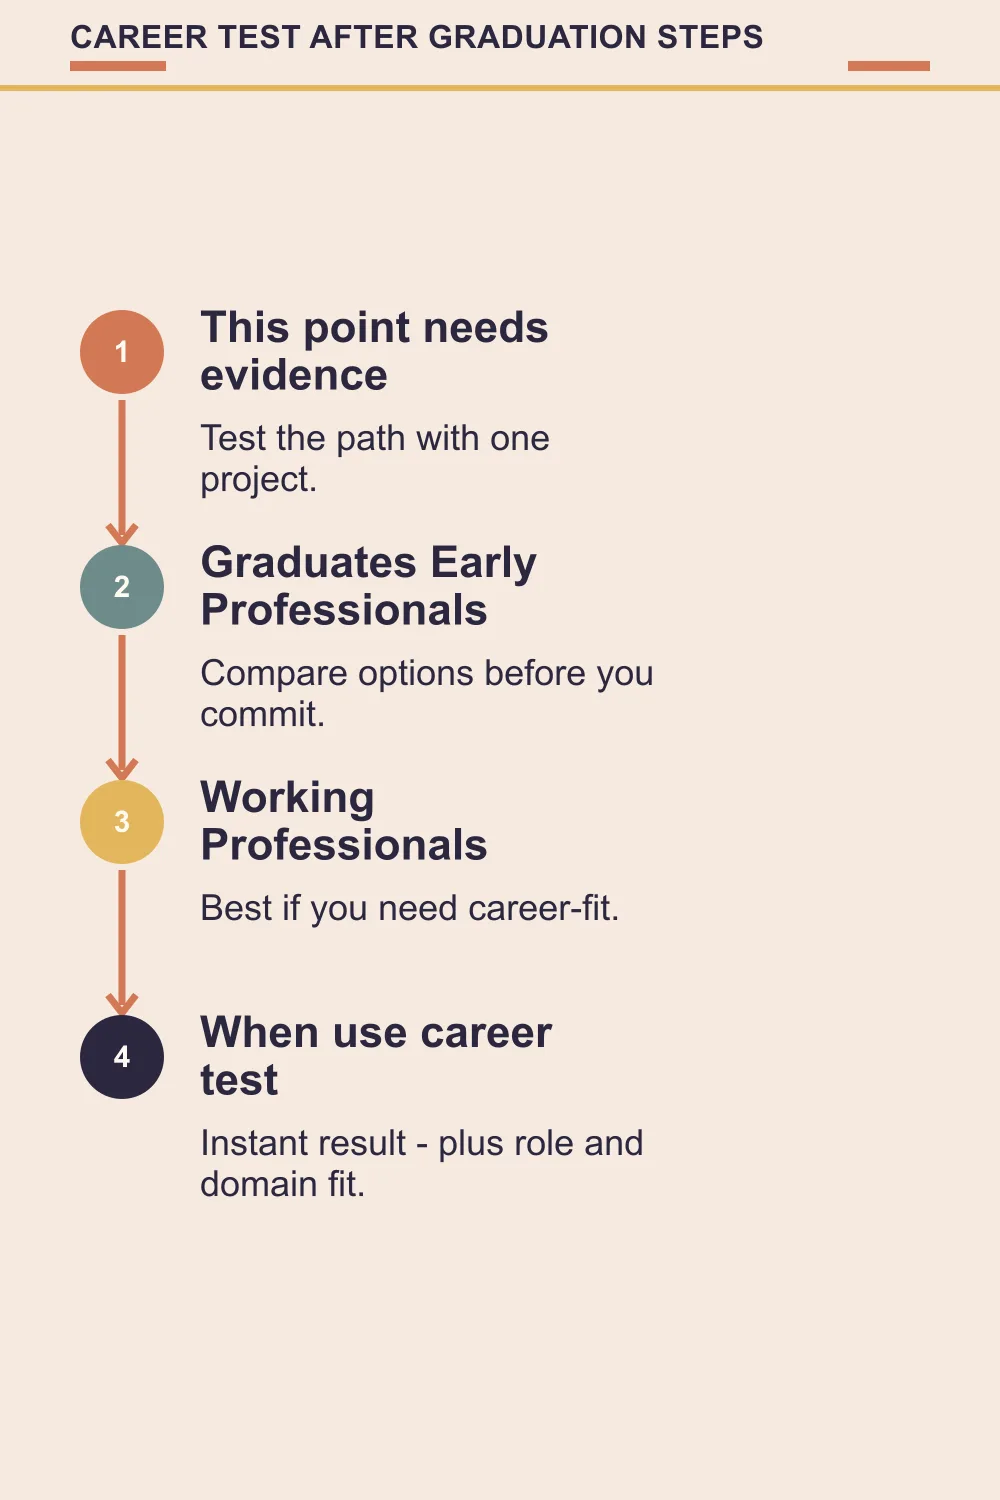 CAREER TEST AFTER GRADUATION STEPS
1
This point needs
evidence
Test the path with one
project.
2
Graduates Early
Professionals
Compare options before you
commit.
3
Working
Professionals
Best if you need career-fit.
4
When use career
test
Instant result - plus role and
domain fit.